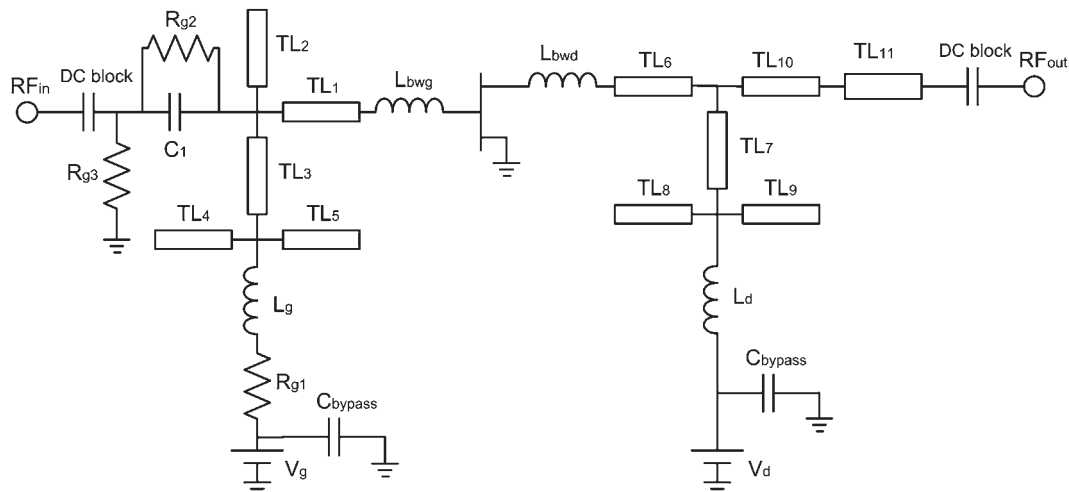 Rg2
TL2
DC block
RFin
TL1
Lbwg
C1
Rg3
TL3
TL4
TL5
Lg
Rg1
Cbypass
Vg
Lbwd
TL6
TL10
TL11
DC block
RFout
TL7
TL8
TL9
Ld
Cbypass
Vd